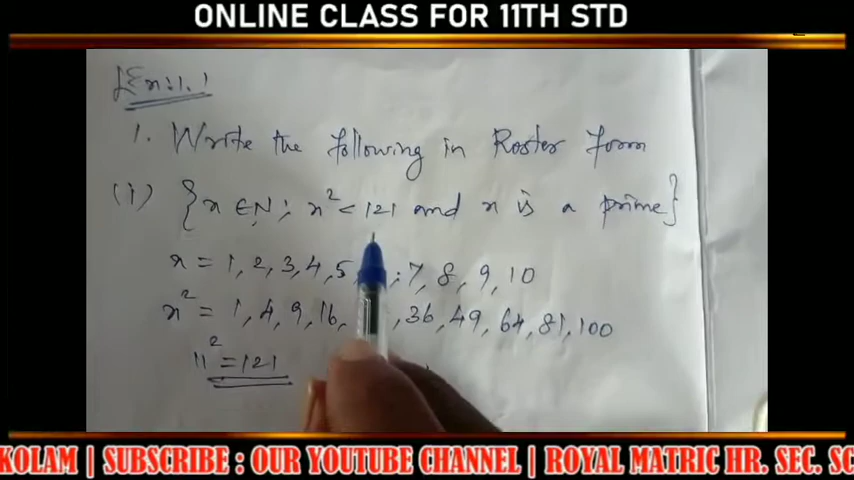 ONLINE CLASS FOR 11TH STD
Ex:1.1
1. Write the following in Roster form
(i) {x ∈ N; x² < 121 and x is a prime}
x = 1, 2, 3, 4, 5, 7, 8, 9, 10
x² = 1, 4, 9, 16, , 36, 49, 64, 81, 100
11² = 121
KOLAM | SUBSCRIBE : OUR YOUTUBE CHANNEL | ROYAL MATRIC HR. SEC. SC